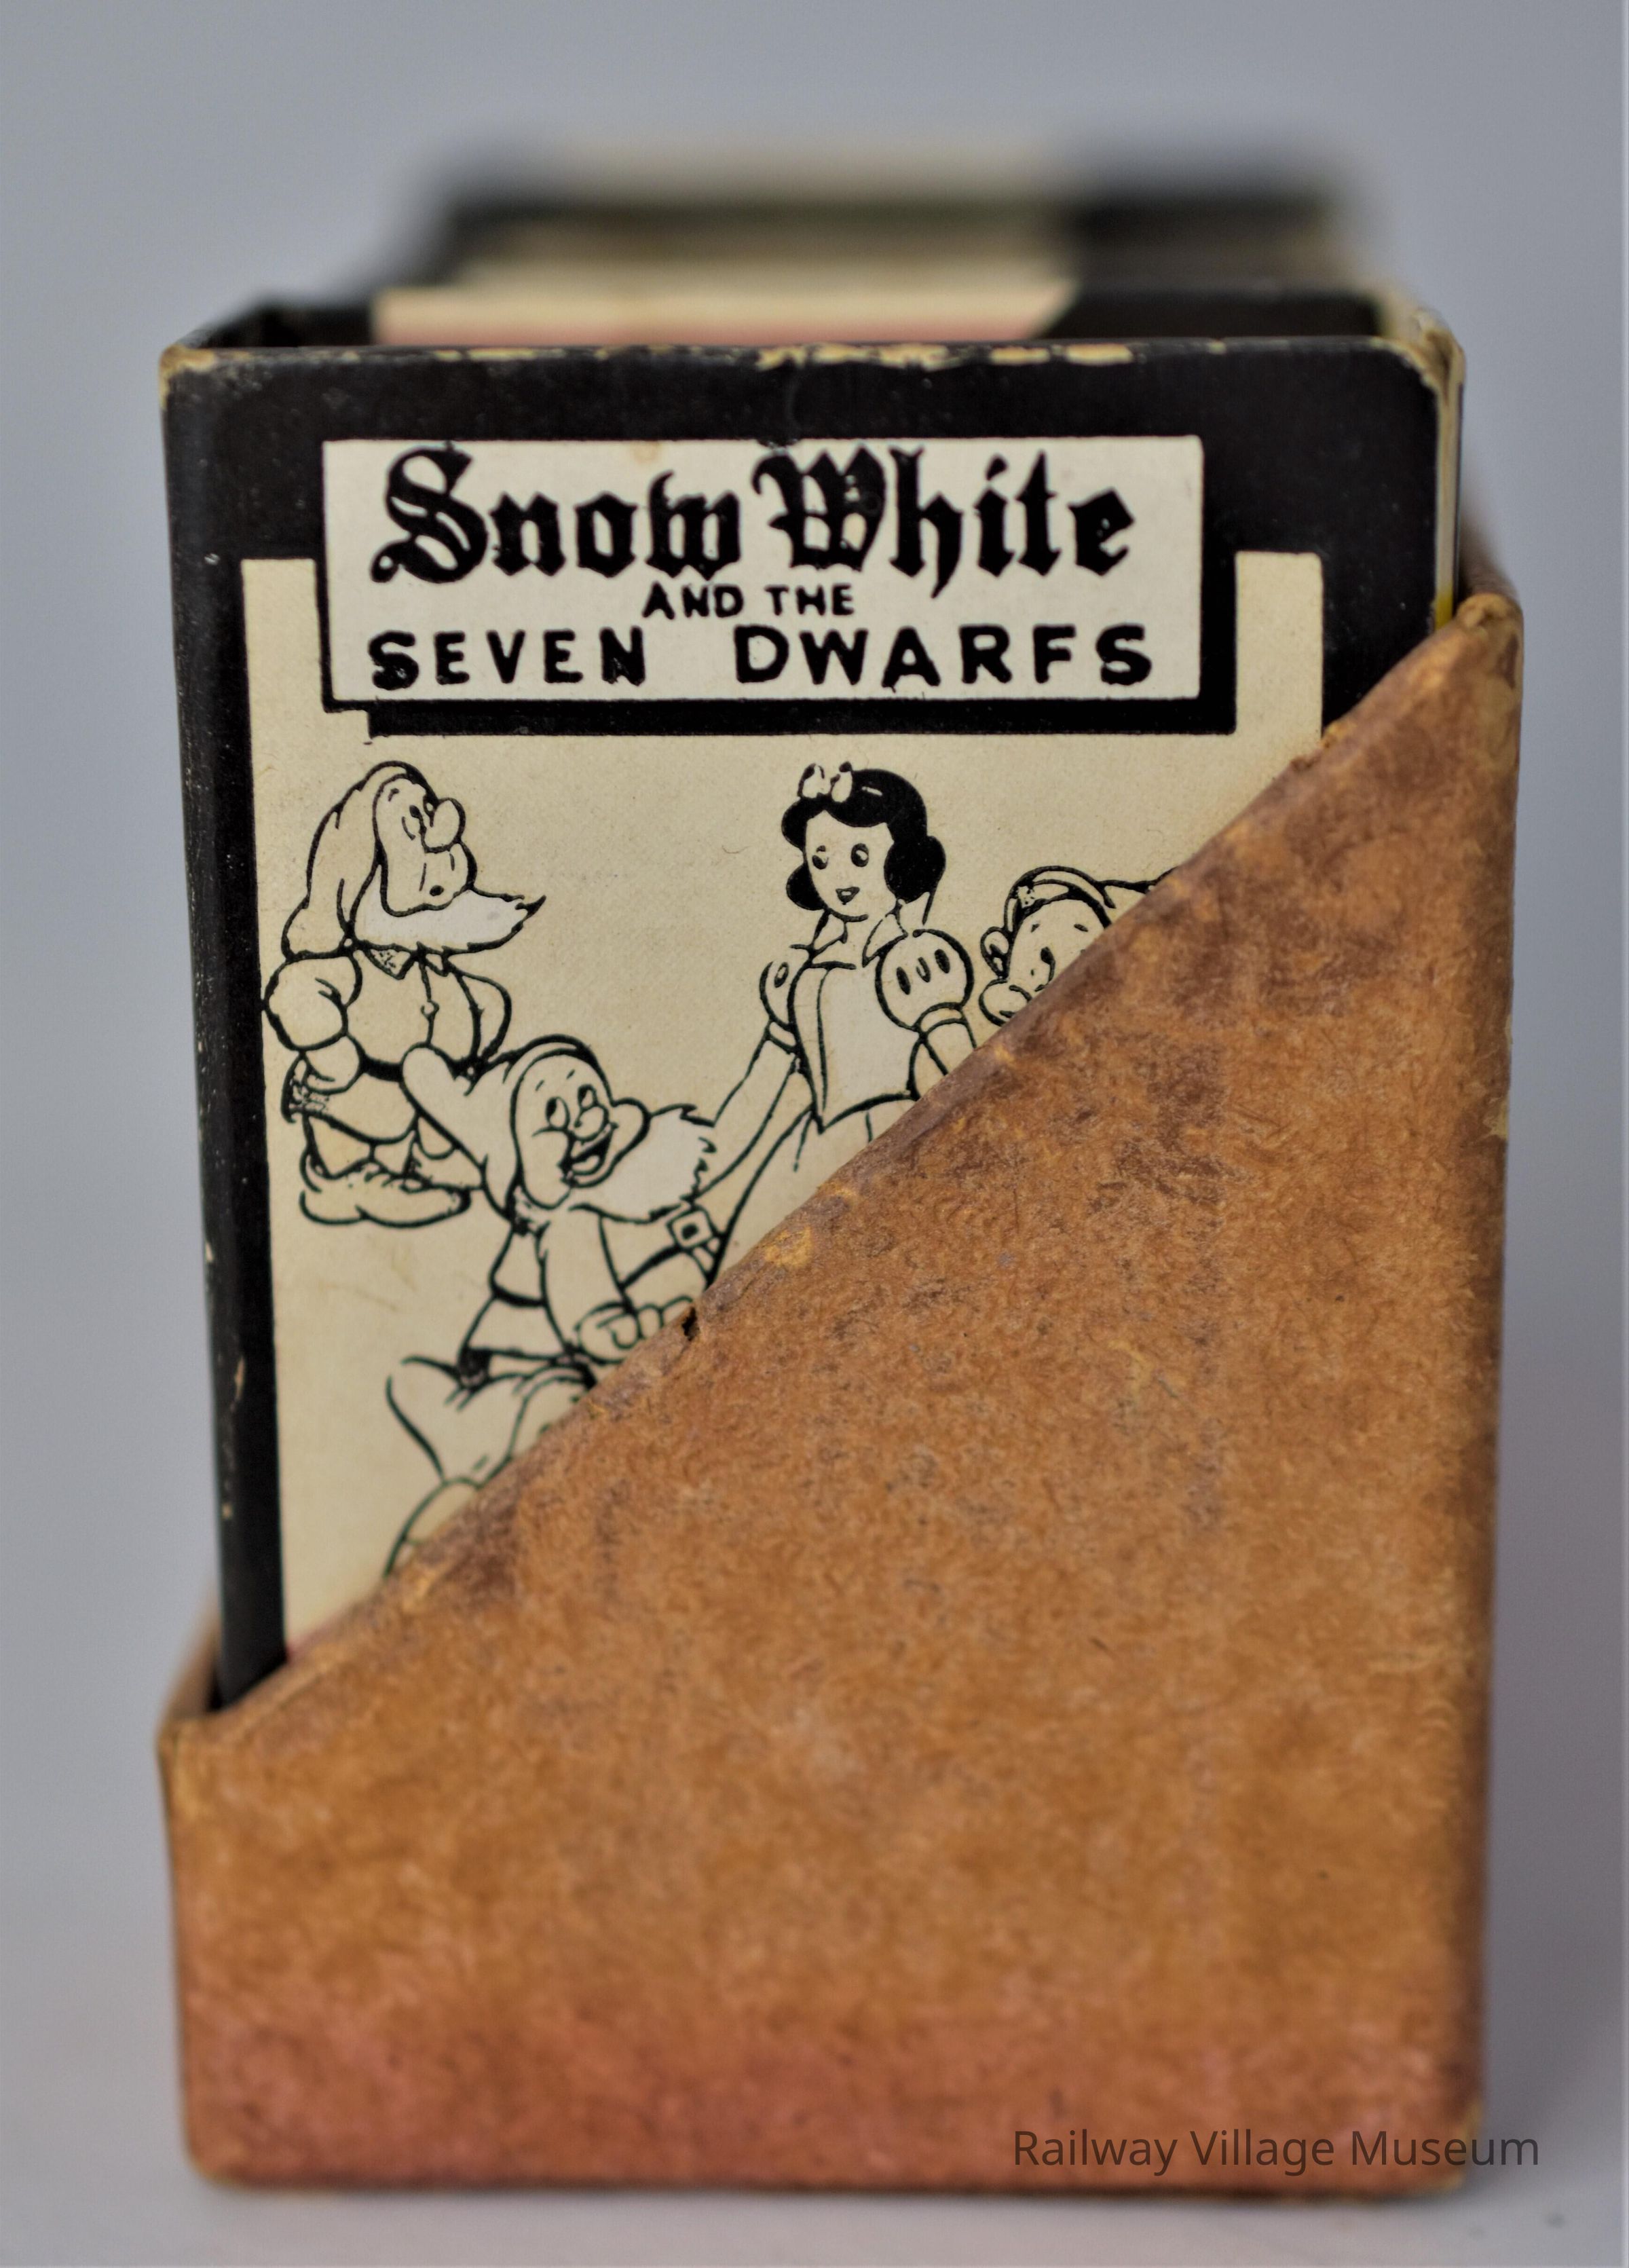 Snow White
AND THE
SEVEN DWARFS
Railway Village Museum